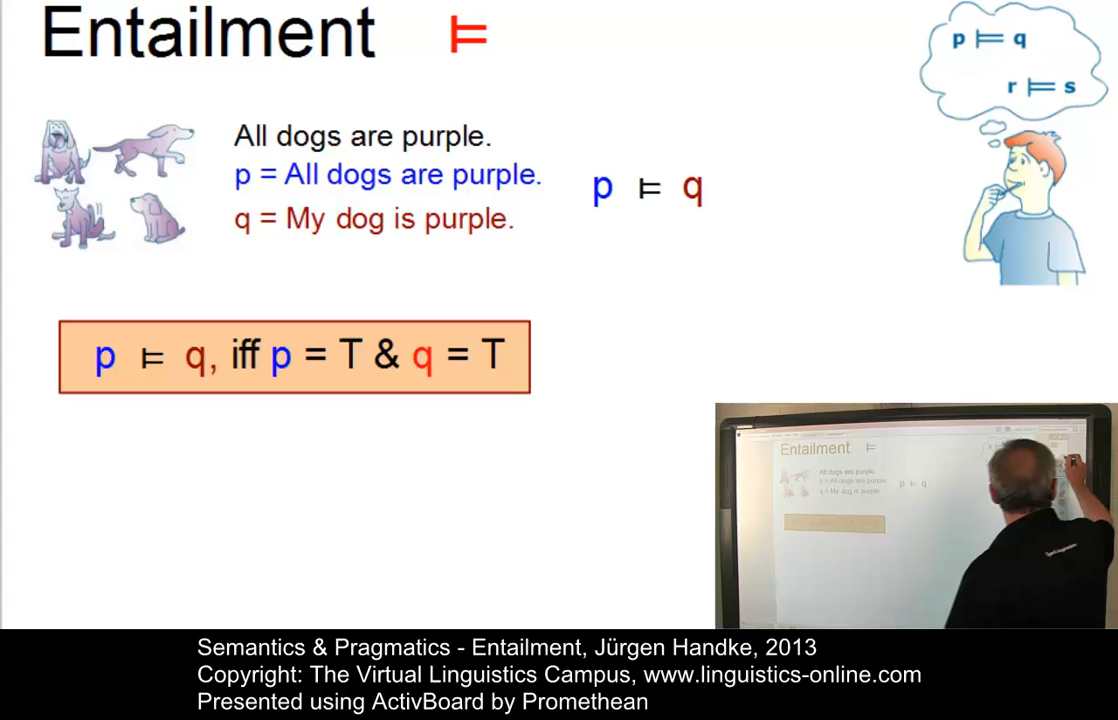 Entailment ⊨
p ⊨ q
r ⊨ s
All dogs are purple.
p = All dogs are purple.
q = My dog is purple.
p ⊨ q
p ⊨ q, iff p = T & q = T
Entailment ⊨
All dogs are purple.
p = All dogs are purple.
q = My dog is purple.
p ⊨ q
Semantics & Pragmatics - Entailment, Jürgen Handke, 2013
Copyright: The Virtual Linguistics Campus, www.linguistics-online.com
Presented using ActivBoard by Promethean